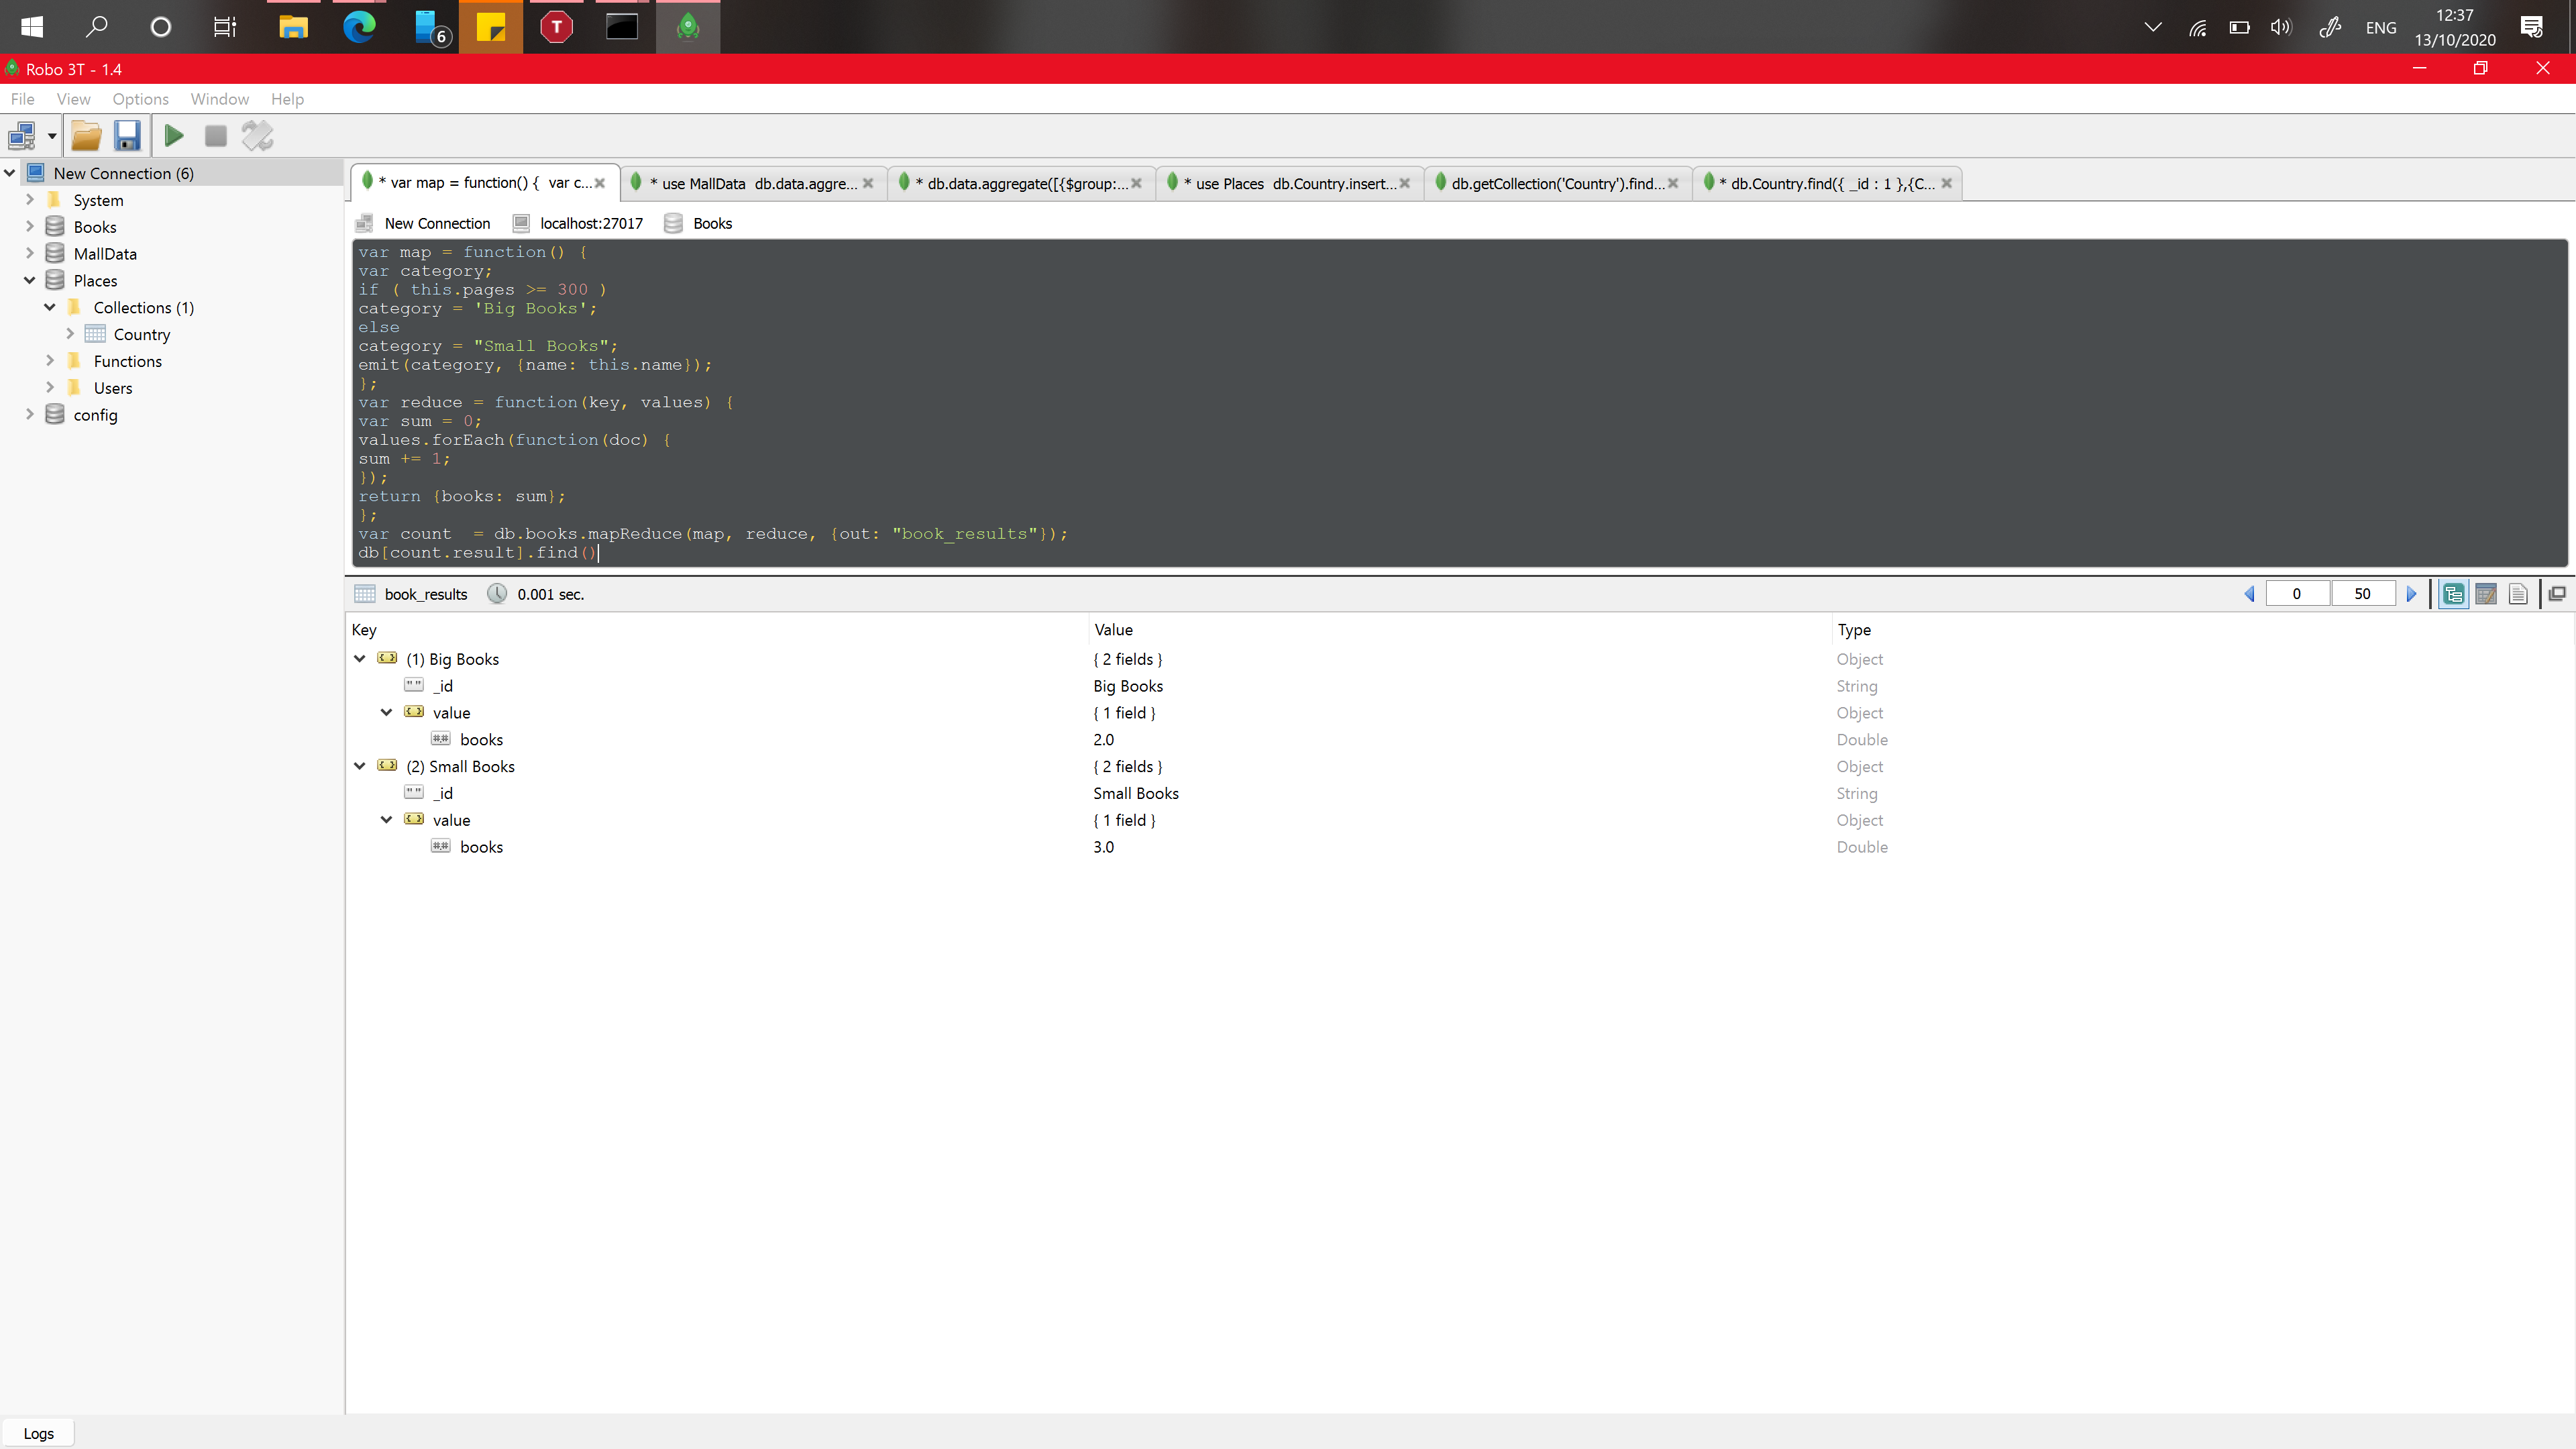 6
T
ENG
12:37
13/10/2020
Robo 3T - 1.4
File View Options Window Help
New Connection (6)
System
Books
MallData
Places
Collections (1)
Country
Functions
Users
config
* var map = function() { var c...
* use MallData db.data.aggre...
* db.data.aggregate([{$group:...
* use Places db.Country.insert...
db.getCollection('Country').find...
* db.Country.find({ _id : 1 },{C...
New Connection localhost:27017 Books
var map = function() {
var category;
if ( this.pages >= 300 )
category = 'Big Books';
else
category = "Small Books";
emit(category, {name: this.name});
};
var reduce = function(key, values) {
var sum = 0;
values.forEach(function(doc) {
sum += 1;
});
return {books: sum};
};
var count  = db.books.mapReduce(map, reduce, {out: "book_results"});
db[count.result].find()
book_results 0.001 sec. 0 50
Key Value Type
(1) Big Books { 2 fields } Object
_id Big Books String
value { 1 field } Object
books 2.0 Double
(2) Small Books { 2 fields } Object
_id Small Books String
value { 1 field } Object
books 3.0 Double
Logs